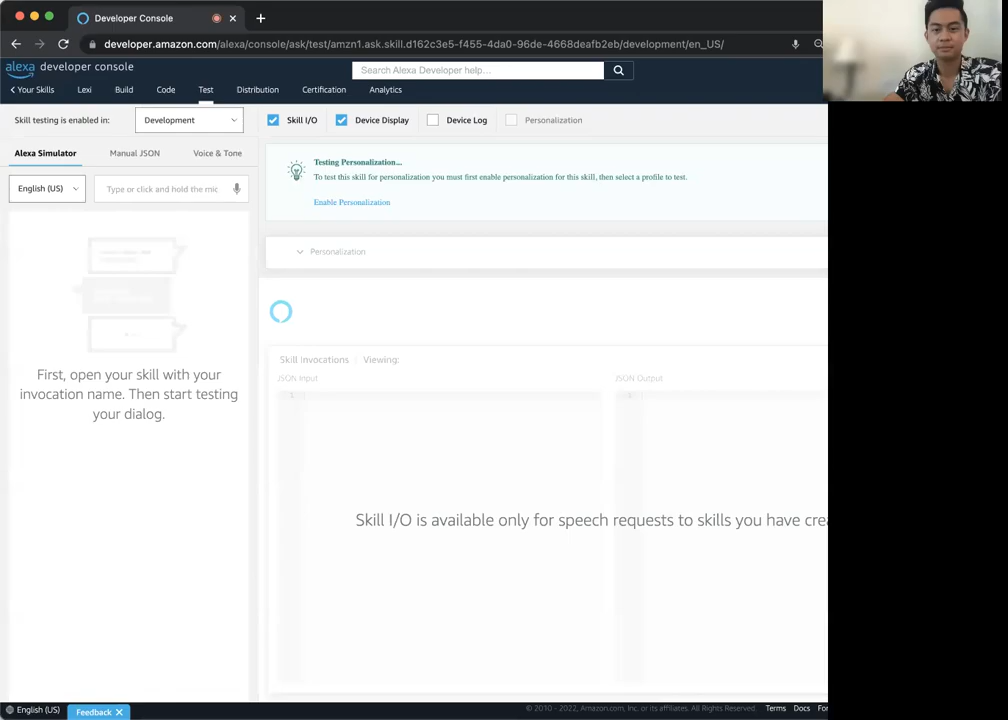 Developer Console
developer.amazon.com/alexa/console/ask/test/amzn1.ask.skill.d162c3e5-f455-4da0-96de-4668deafb2eb/development/en_US/
alexa developer console
Search Alexa Developer help...
Your Skills Lexi Build Code Test Distribution Certification Analytics
Skill testing is enabled in: Development
Skill I/O Device Display Device Log Personalization
Alexa Simulator Manual JSON Voice & Tone
English (US) Type or click and hold the mic
Testing Personalization...
To test this skill for personalization you must first enable personalization for this skill, then select a profile to test.
Enable Personalization
Personalization
First, open your skill with your
invocation name. Then start testing
your dialog.
Skill Invocations Viewing:
JSON Input JSON Output
1 1
Skill I/O is available only for speech requests to skills you have crea
English (US) Feedback
© 2010 - 2022, Amazon.com, Inc. or its affiliates. All Rights Reserved. Terms Docs For